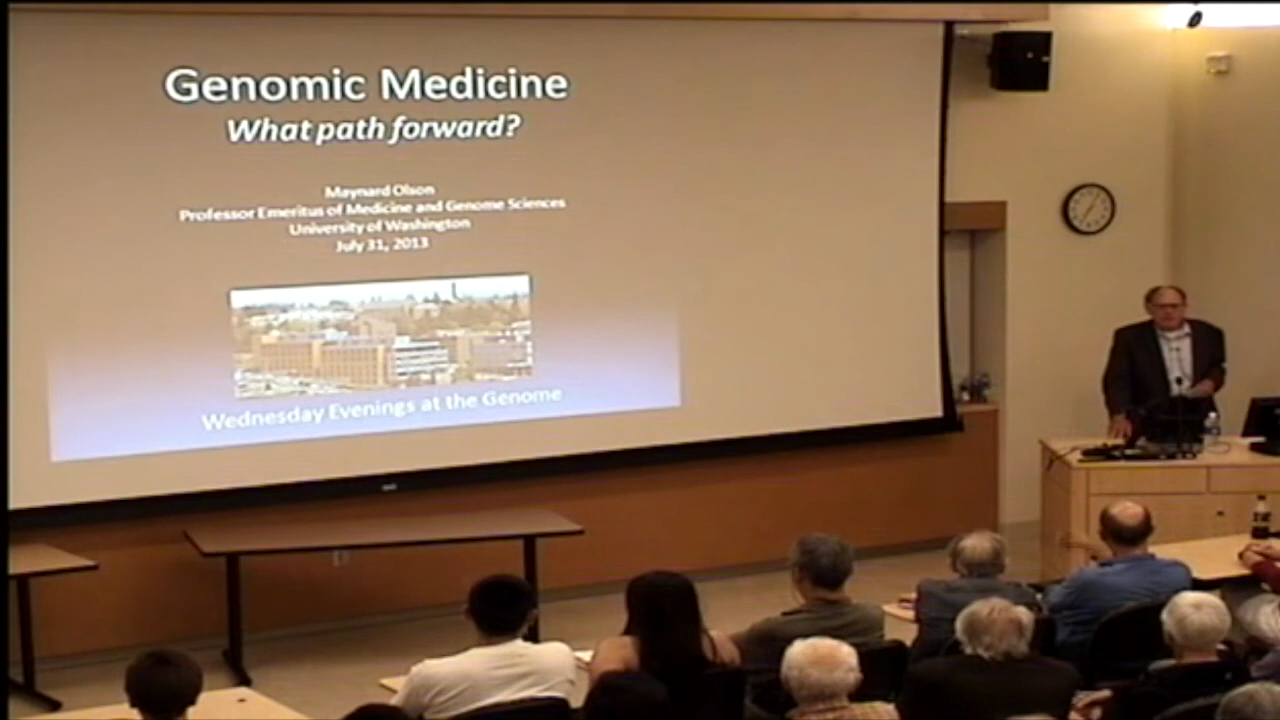 Genomic Medicine
What path forward?
Maynard Olson
Professor Emeritus of Medicine and Genome Sciences
University of Washington
July 31, 2013
Wednesday Evenings at the Genome